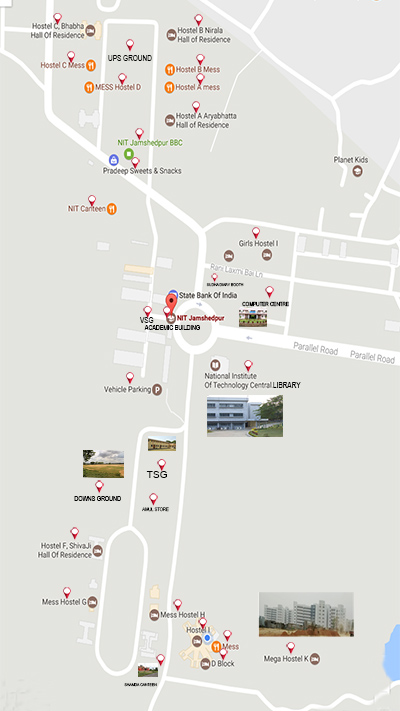 Hostel C, Bhabha
Hall Of Residence
Hostel B Nirala
Hall of Residence
UPS GROUND
Hostel C Mess
Hostel B Mess
MESS Hostel D
Hostel A mess
Hostel A Aryabhatta
Hall of Residence
NIT Jamshedpur BBC
Planet Kids
Pradeep Sweets & Snacks
NIT Canteen
Girls Hostel I
Rani Laxmi Bai Ln
SUDHA DAIRY BOOTH
State Bank Of India
COMPUTER CENTRE
VSG
NIT Jamshedpur
ACADEMIC BUILDING
Parallel Road
Parallel Road
National Institute
Of Technology Central LIBRARY
Vehicle Parking
TSG
DOWNS GROUND
AMUL STORE
Hostel F, ShivaJi
Hall Of Residence
Mess Hostel G
Mess Hostel H
Hostel I
Mess
Mega Hostel K
D Block